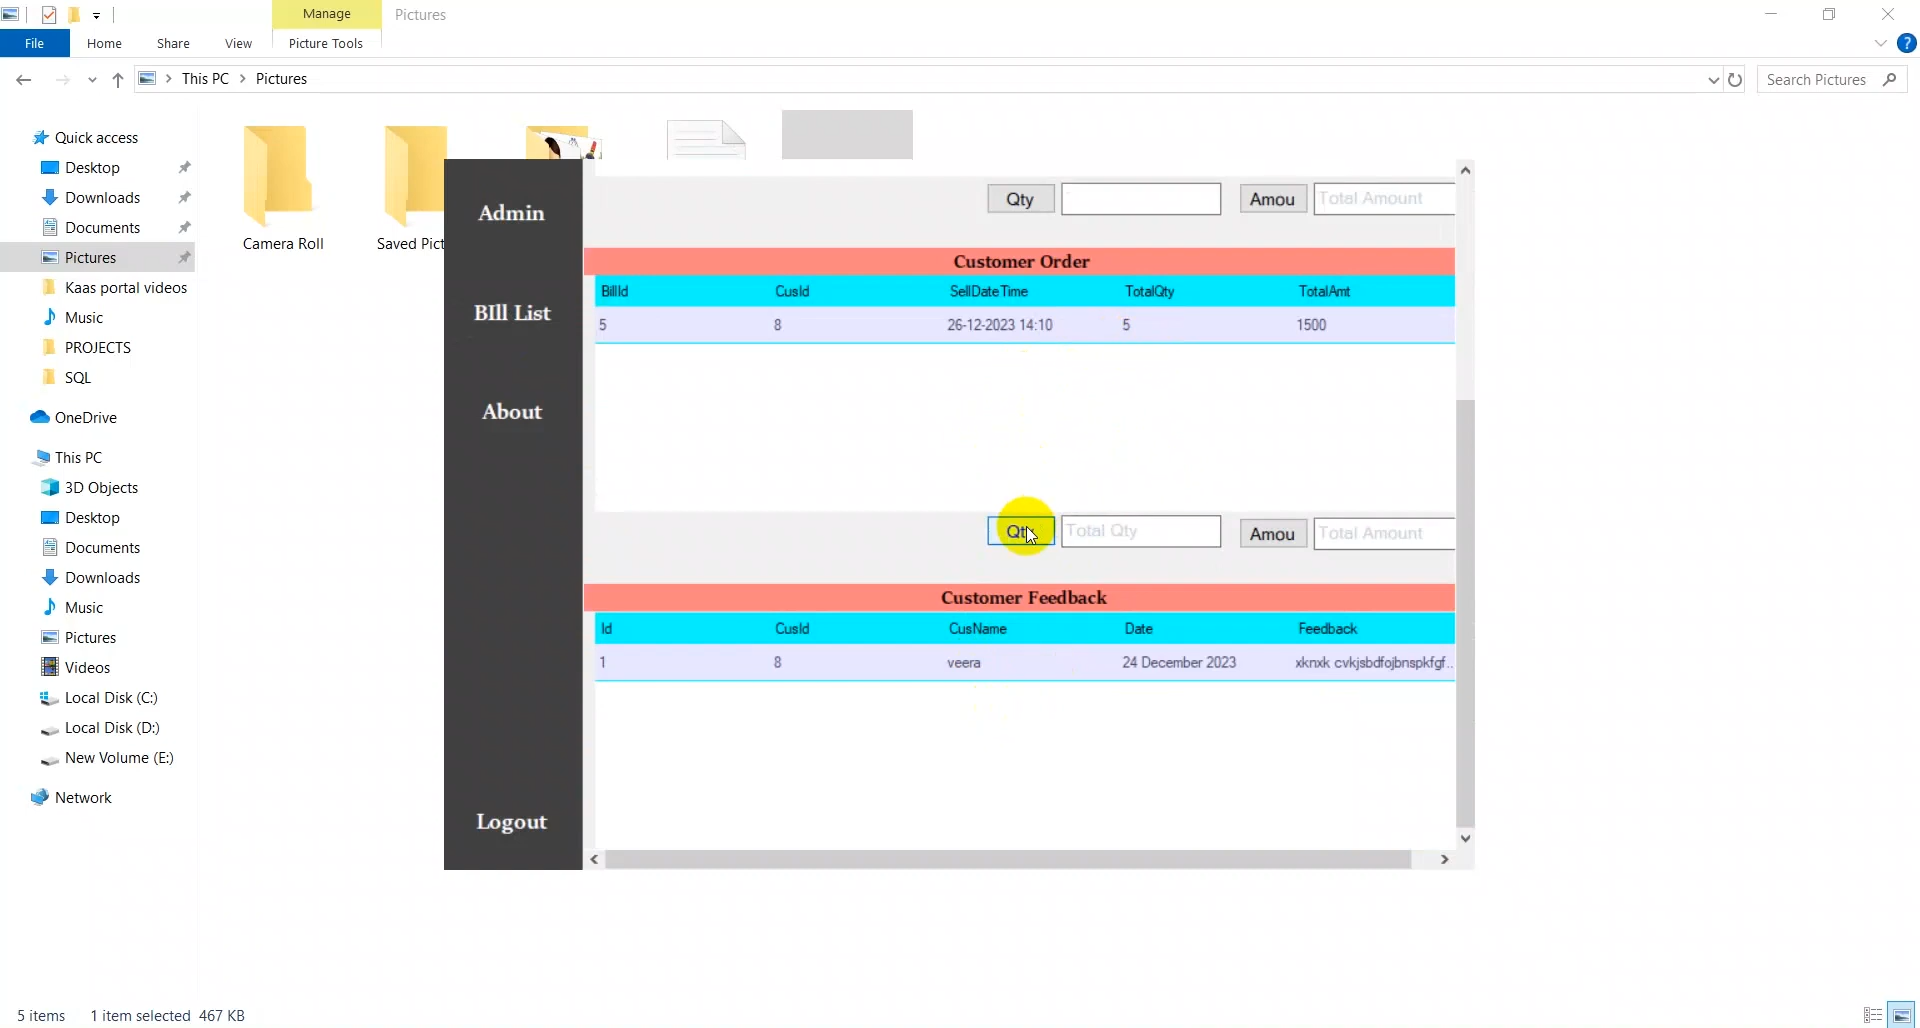 Manage
Pictures
File
Home
Share
View
Picture Tools
?
This PC
Pictures
Search Pictures
Quick access
Desktop
Downloads
Documents
Pictures
Kaas portal videos
Music
PROJECTS
SQL
OneDrive
This PC
3D Objects
Desktop
Documents
Downloads
Music
Pictures
Videos
Local Disk (C:)
Local Disk (D:)
New Volume (E:)
Network
Camera Roll
Saved Pict
Admin
BIll List
About
Logout
Qty
Amou
Total Amount
Customer Order
BillId CusId SellDateTime TotalQty TotalAmt
5 8 26-12-2023 14:10 5 1500
Qty
Total Qty
Amou
Total Amount
Customer Feedback
Id CusId CusName Date Feedback
1 8 veera 24 December 2023 xknxk cvkjsbdfojbnspkfgf...
5 items 1 item selected 467 KB